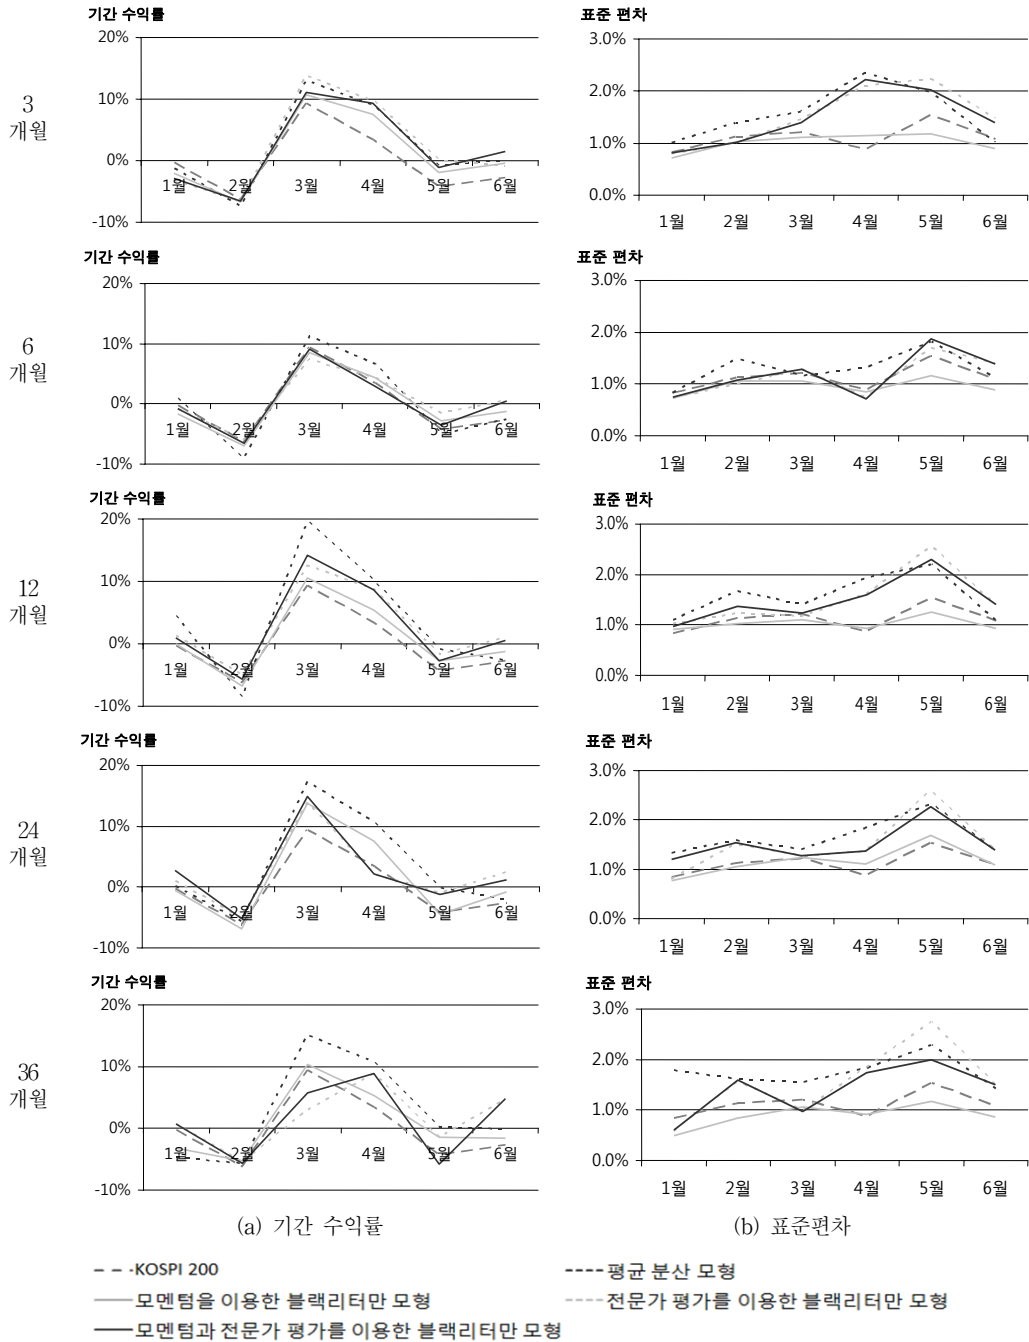 기간 수익률
표준 편차
3
개월
20%
10%
0%
-10%
1월 2월 3월 4월 5월 6월
3.0%
2.0%
1.0%
0.0%
1월 2월 3월 4월 5월 6월
기간 수익률
표준 편차
6
개월
20%
10%
0%
-10%
1월 2월 3월 4월 5월 6월
3.0%
2.0%
1.0%
0.0%
1월 2월 3월 4월 5월 6월
기간 수익률
표준 편차
12
개월
20%
10%
0%
-10%
1월 2월 3월 4월 5월 6월
3.0%
2.0%
1.0%
0.0%
1월 2월 3월 4월 5월 6월
기간 수익률
표준 편차
24
개월
20%
10%
0%
-10%
1월 2월 3월 4월 5월 6월
3.0%
2.0%
1.0%
0.0%
1월 2월 3월 4월 5월 6월
기간 수익률
표준 편차
36
개월
20%
10%
0%
-10%
1월 2월 3월 4월 5월 6월
3.0%
2.0%
1.0%
0.0%
1월 2월 3월 4월 5월 6월
(a) 기간 수익률
(b) 표준편차
KOSPI 200
평균 분산 모형
모멘텀을 이용한 블랙리터만 모형
전문가 평가를 이용한 블랙리터만 모형
모멘텀과 전문가 평가를 이용한 블랙리터만 모형